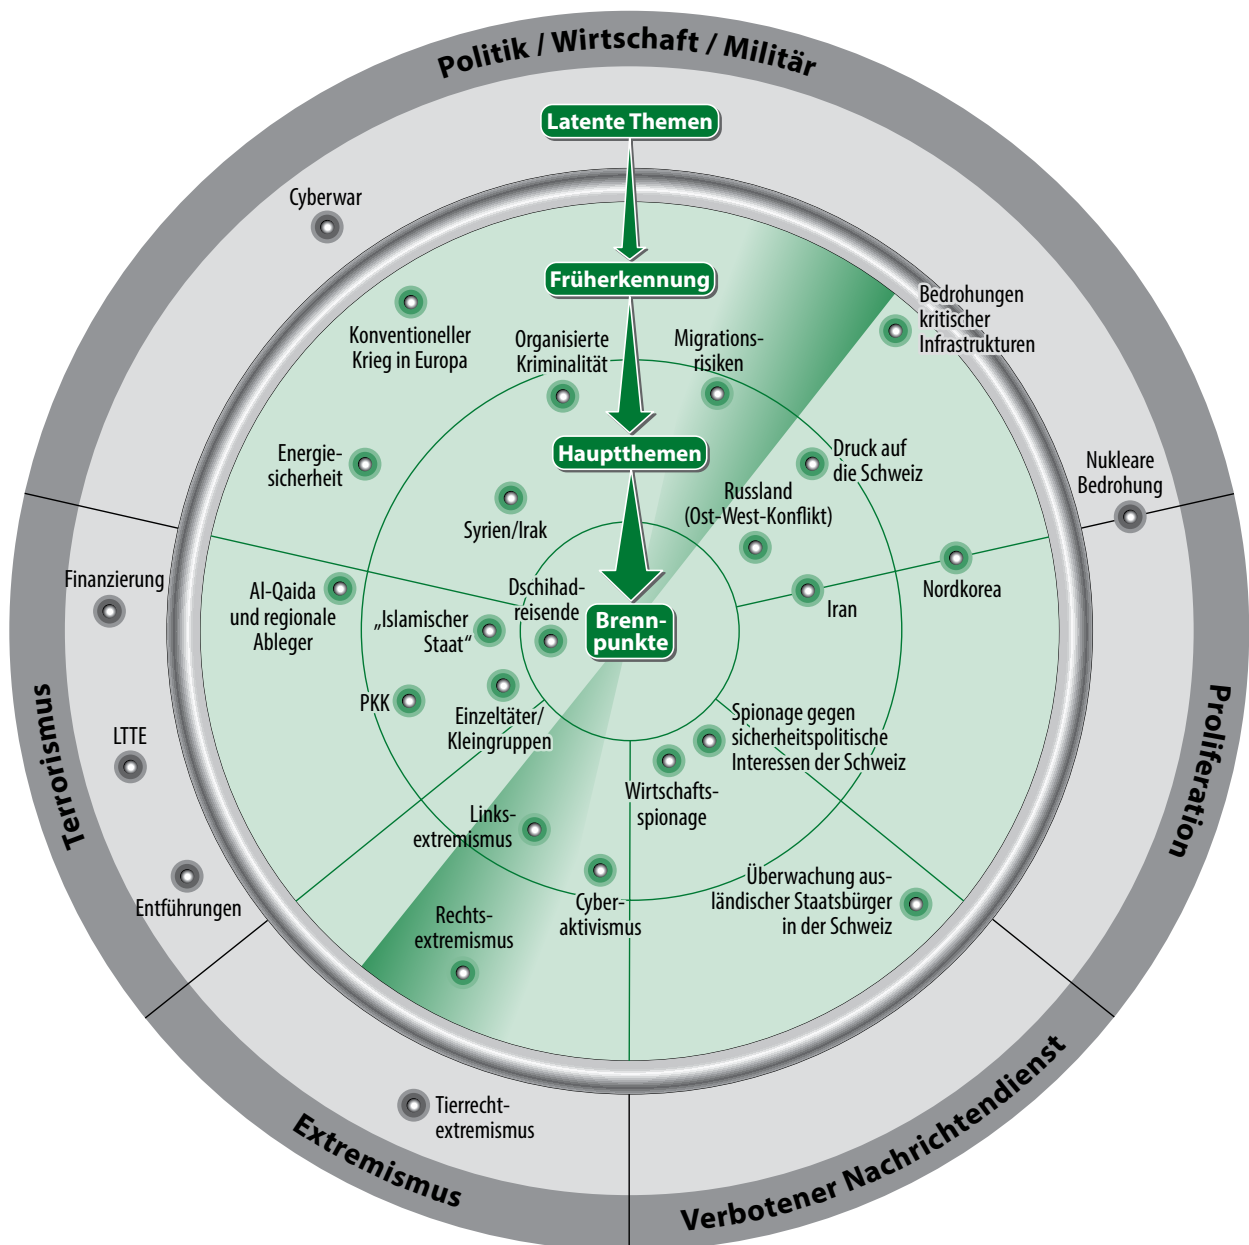 Politik / Wirtschaft / Militär
Latente Themen
Cyberwar
Früherkennung
Bedrohungen
kritischer
Infrastrukturen
Konventioneller
Krieg in Europa
Organisierte
Kriminalität
Migrations-
risiken
Hauptthemen
Energie-
sicherheit
Druck auf
die Schweiz
Nukleare
Bedrohung
Russland
(Ost-West-Konflikt)
Syrien/Irak
Finanzierung
Al-Qaida
und regionale
Ableger
Dschihad-
reisende
„Islamischer
Staat“
Brenn-
punkte
Iran
Nordkorea
PKK
Einzeltäter/
Kleingruppen
Spionage gegen
sicherheitspolitische
Interessen der Schweiz
Terrorismus
LTTE
Proliferation
Wirtschafts-
spionage
Links-
extremismus
Entführungen
Rechts-
extremismus
Cyber-
aktivismus
Überwachung aus-
ländischer Staatsbürger
in der Schweiz
Tierrecht-
extremismus
Extremismus
Verbotener Nachrichtendienst